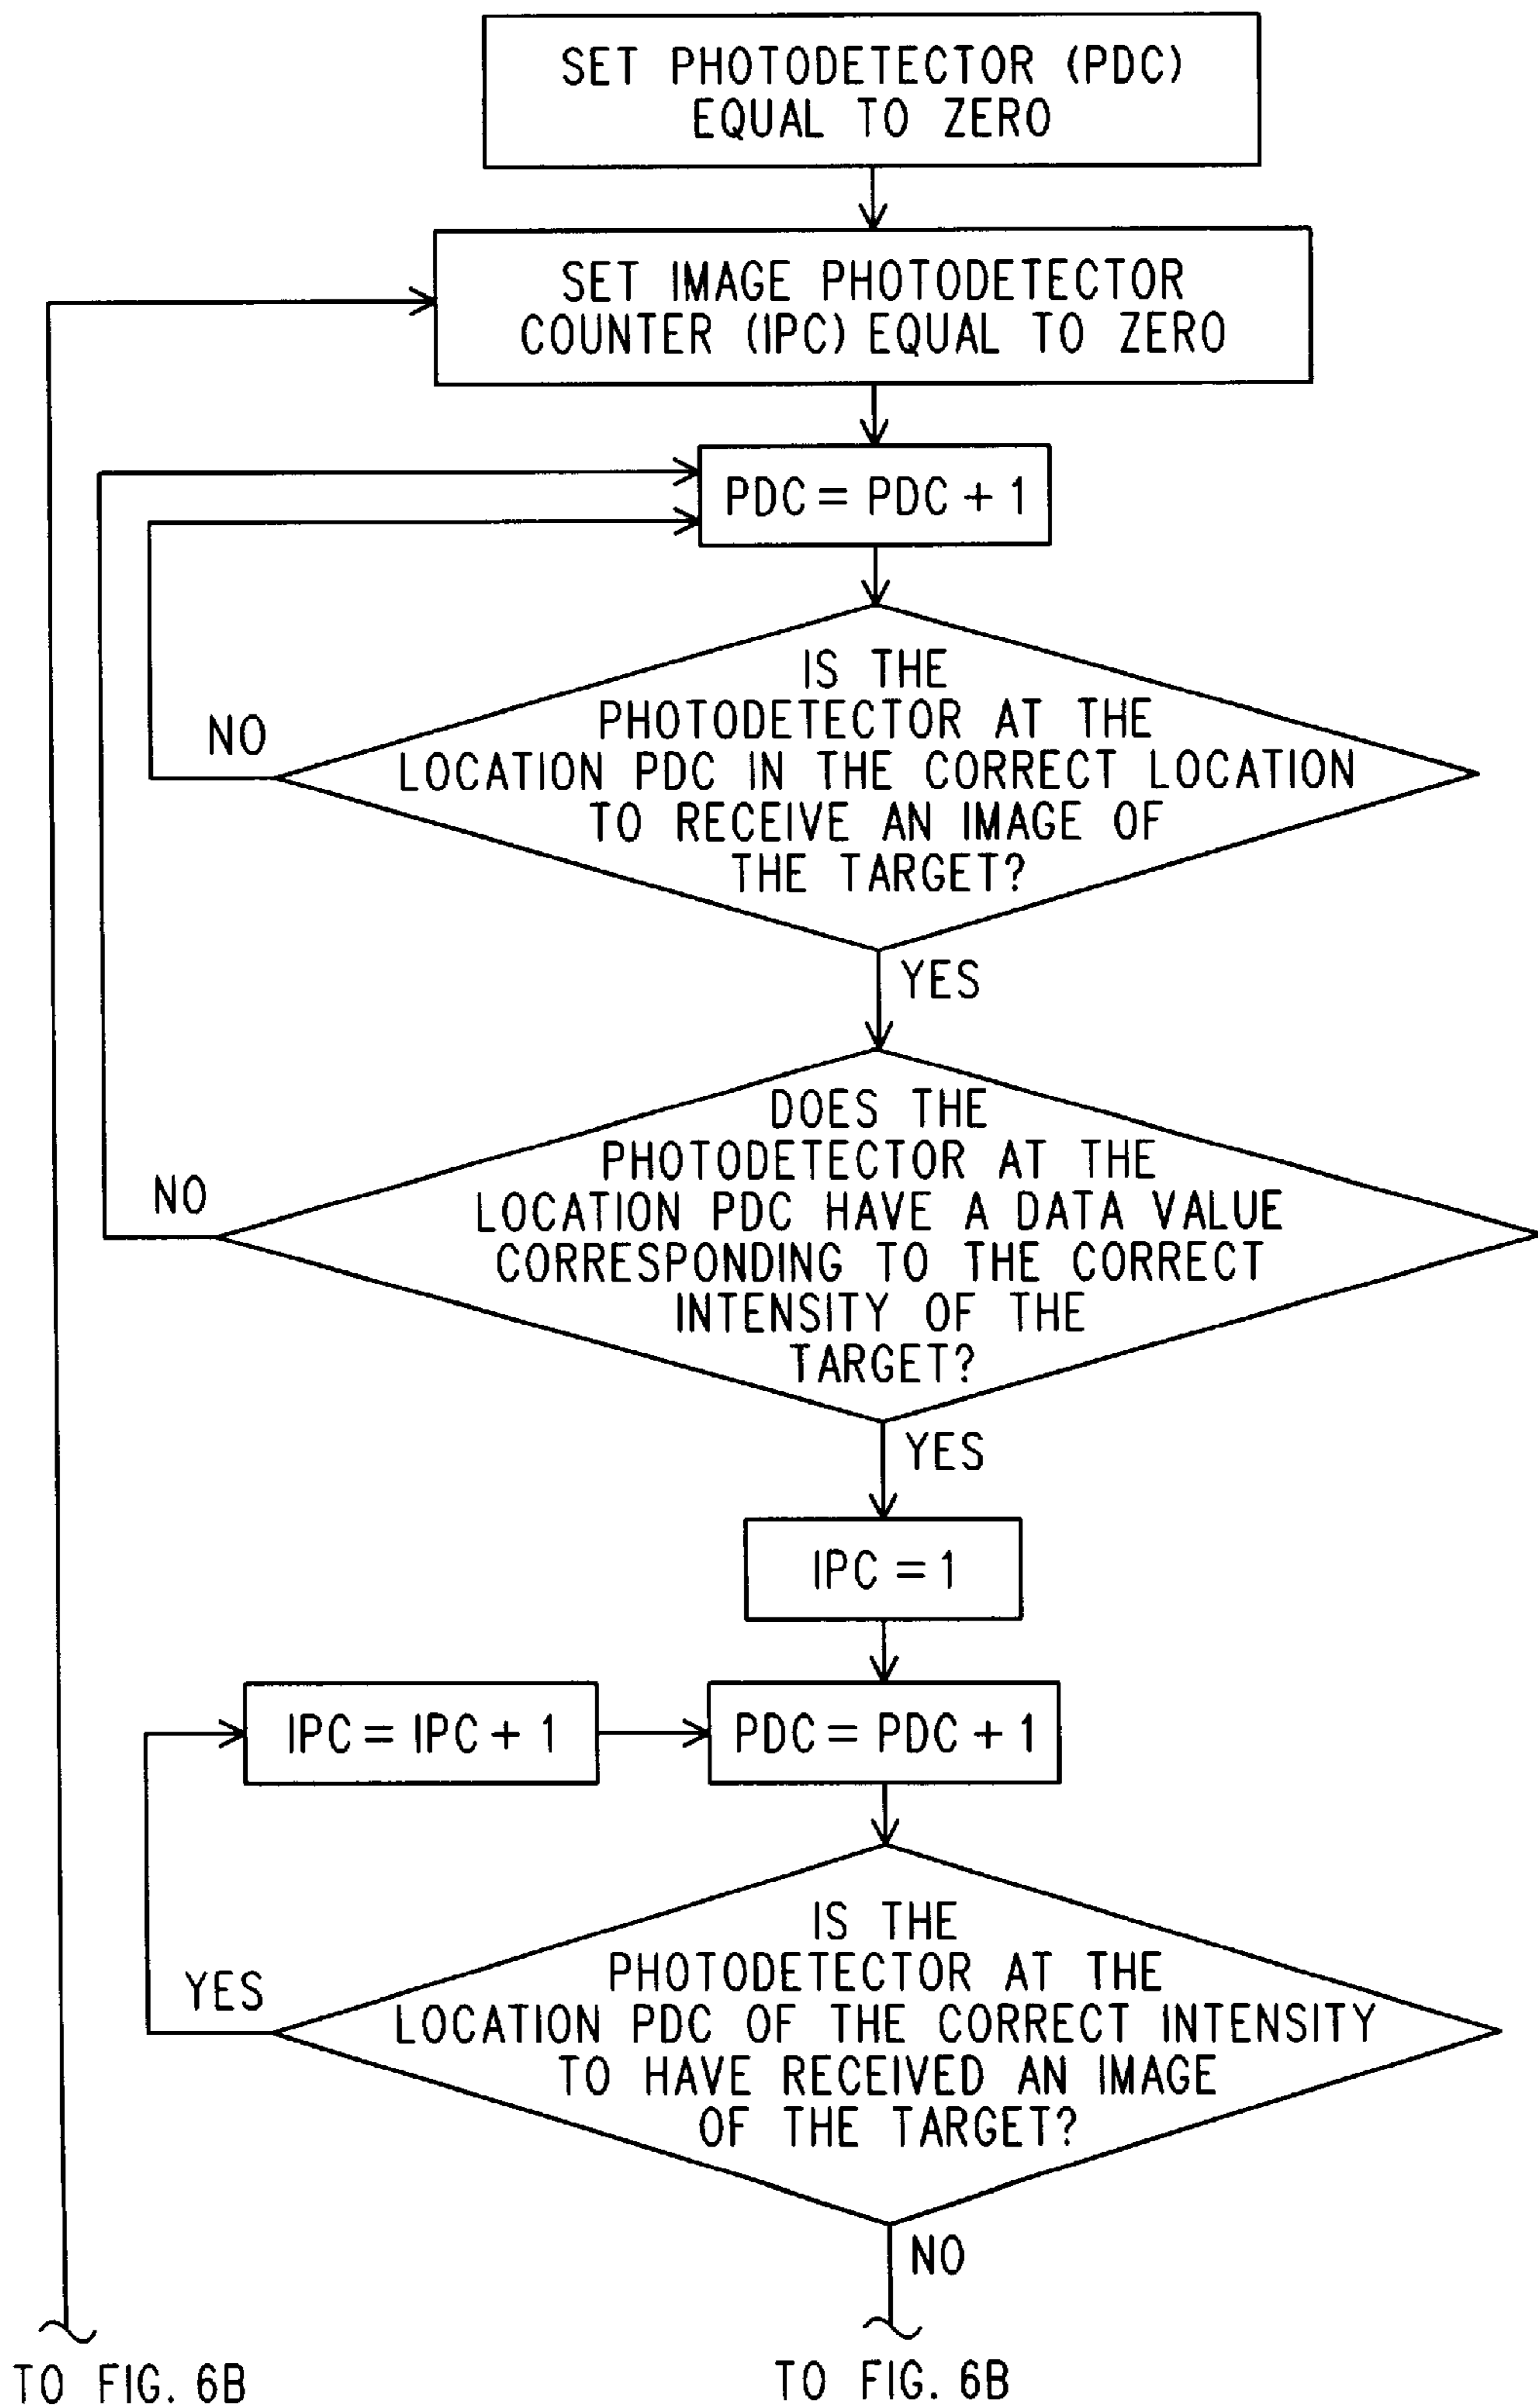 SET PHOTODETECTOR (PDC)
EQUAL TO ZERO
SET IMAGE PHOTODETECTOR
COUNTER (IPC) EQUAL TO ZERO
PDC = PDC + 1
IS THE
PHOTODETECTOR AT THE
LOCATION PDC IN THE CORRECT LOCATION
TO RECEIVE AN IMAGE OF
THE TARGET?
NO
YES
DOES THE
PHOTODETECTOR AT THE
LOCATION PDC HAVE A DATA VALUE
CORRESPONDING TO THE CORRECT
INTENSITY OF THE
TARGET?
NO
YES
IPC = 1
IPC = IPC + 1
PDC = PDC + 1
IS THE
PHOTODETECTOR AT THE
LOCATION PDC OF THE CORRECT INTENSITY
TO HAVE RECEIVED AN IMAGE
OF THE TARGET?
YES
NO
TO FIG. 6B
TO FIG. 6B